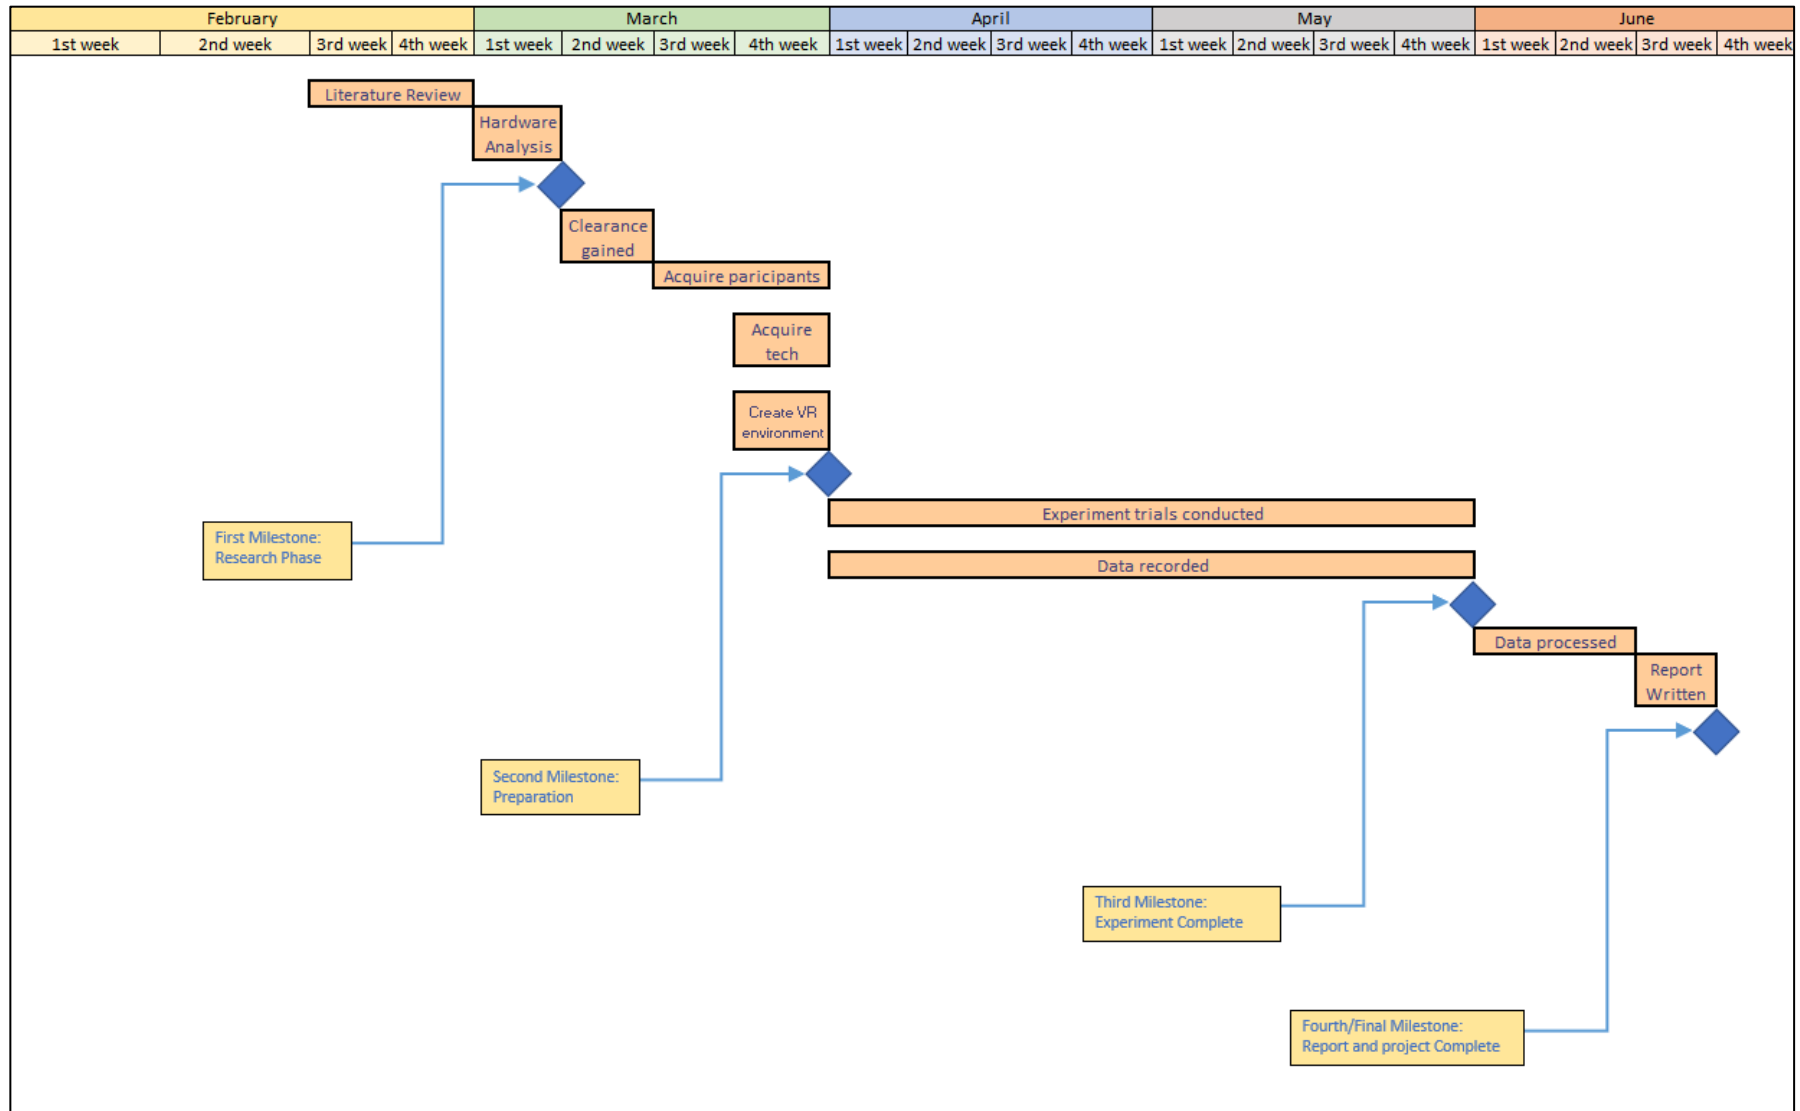 February March April May June
1st week 2nd week 3rd week 4th week 1st week 2nd week 3rd week 4th week 1st week 2nd week 3rd week 4th week 1st week 2nd week 3rd week 4th week 1st week 2nd week 3rd week 4th week
Literature Review
Hardware
Analysis
Clearance
gained
Acquire paricipants
Acquire
tech
Create VR
environment
Experiment trials conducted
First Milestone:
Research Phase
Data recorded
Data processed
Report
Written
Second Milestone:
Preparation
Third Milestone:
Experiment Complete
Fourth/Final Milestone:
Report and project Complete